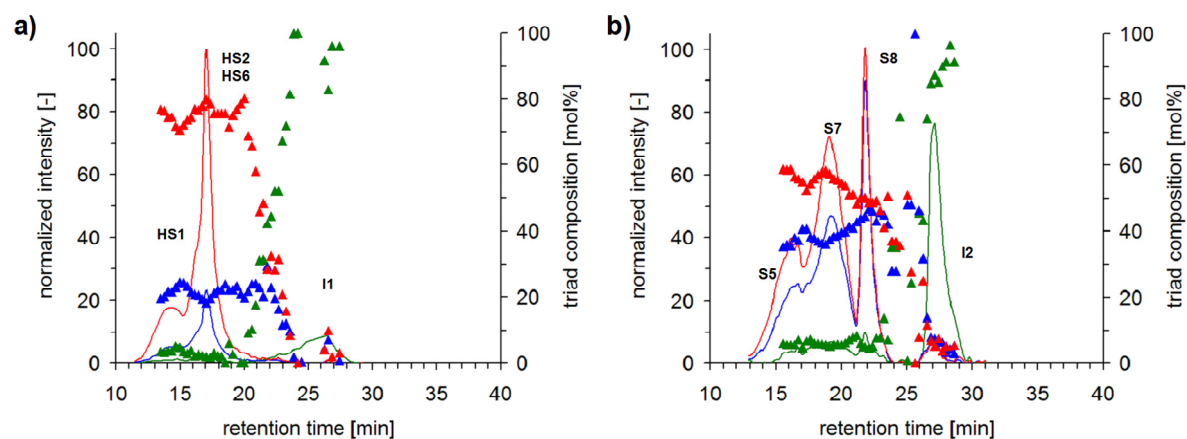 a)
normalized intensity [-]
100
80
60
40
20
0
HS2
HS6
HS1
I1
100
80
60
40
20
0
triad composition [mol%]
10 15 20 25 30 35 40
retention time [min]
b)
normalized intensity [-]
100
80
60
40
20
0
S8
S7
S5
I2
100
80
60
40
20
0
triad composition [mol%]
10 15 20 25 30 35 40
retention time [min]